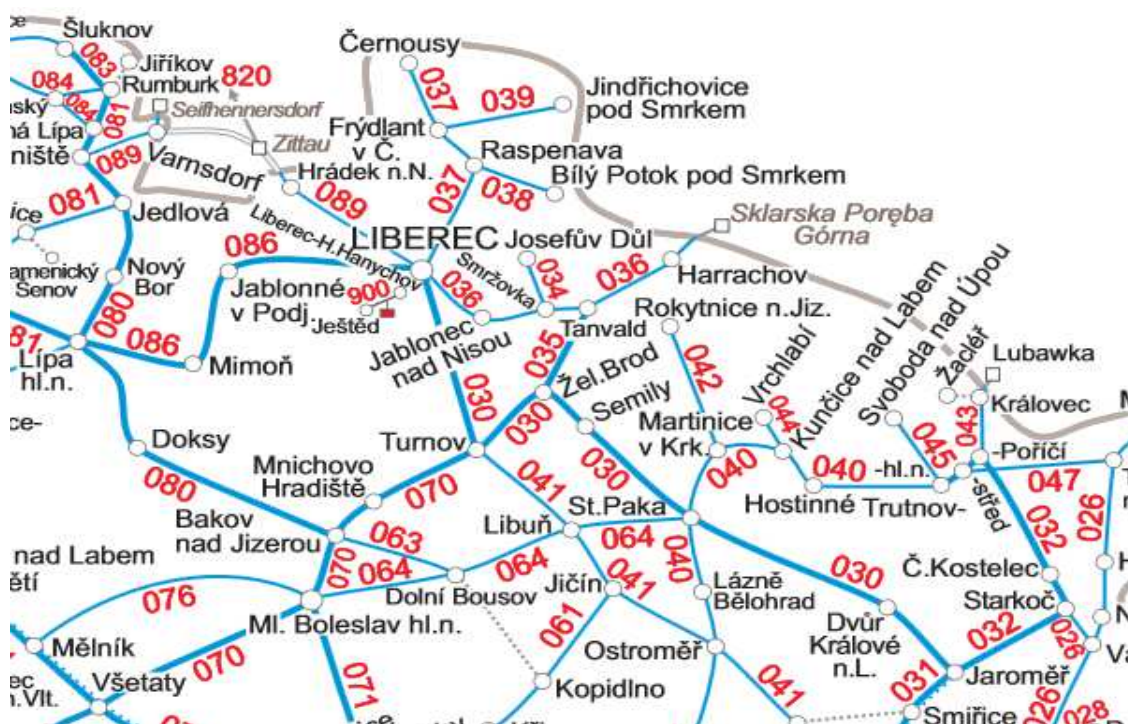 Šluknov
083
Jiříkov
084
Rumburk
820
Seifhennersdorf
084
081
ná Lípa
Zittau
niště
089
Varnsdorf
Hrádek n.N.
081
Jedlová
089
Liberec-H.Hanychov
Nový
Bor
080
086
Jablonné
v Podj.
900
Ještěd
LIBEREC
Černousy
037
039
Jindřichovice
pod Smrkem
Frýdlant
v Č.
Raspenava
037
038
Bílý Potok pod Smrkem
Josefův Důl
Smržovka
034
036
036
Harrachov
Sklarska Poręba
Górna
Jablonec
nad Nisou
Tanvald
035
Rokytnice n.Jiz.
Lípa
hl.n.
086
Mimoň
030
030
Žel.Brod
Semily
042
Vrchlabí
044
Kunčice nad Labem
Svoboda nad Úpou
Žacléř
Lubawka
043
Královec
Martinice
v Krk.
040
040
Hostinné
-hl.n.
045
Trutnov-
-Poříčí
-střed
047
026
Doksy
080
Turnov
Mnichovo
Hradiště
070
041
030
Bakov
nad Jizerou
063
Libuň
St.Paka
064
064
064
070
040
032
nad Labem
076
Dolní Bousov
Jičín
041
Lázně
Bělohrad
030
Č.Kostelec
Starkoč
Ml. Boleslav hl.n.
061
Ostroměř
Dvůr
Králové
n.L.
032
026
Mělník
070
071
Kopidlno
041
031
Jaroměř
n.Vlt.
Všetaty
Smiřice
026
028